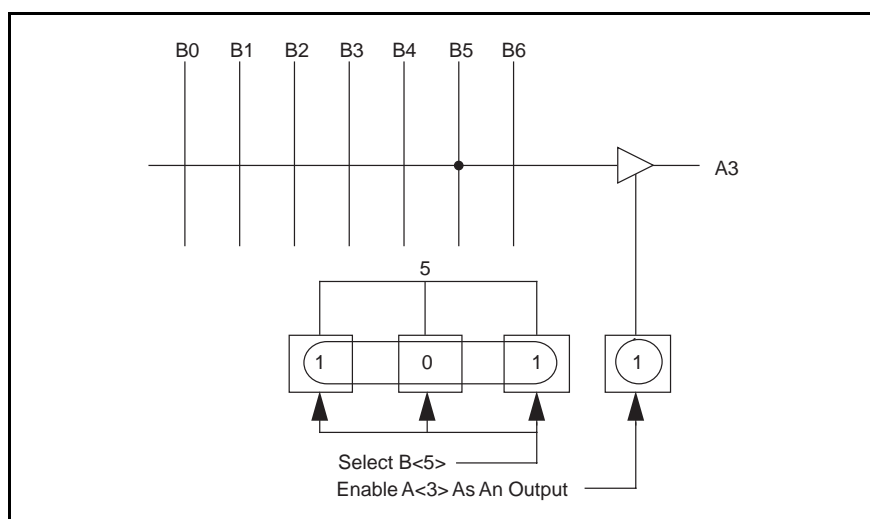 B0 B1 B2 B3 B4 B5 B6
A3
5
1 0 1 1
Select B<5>
Enable A<3> As An Output